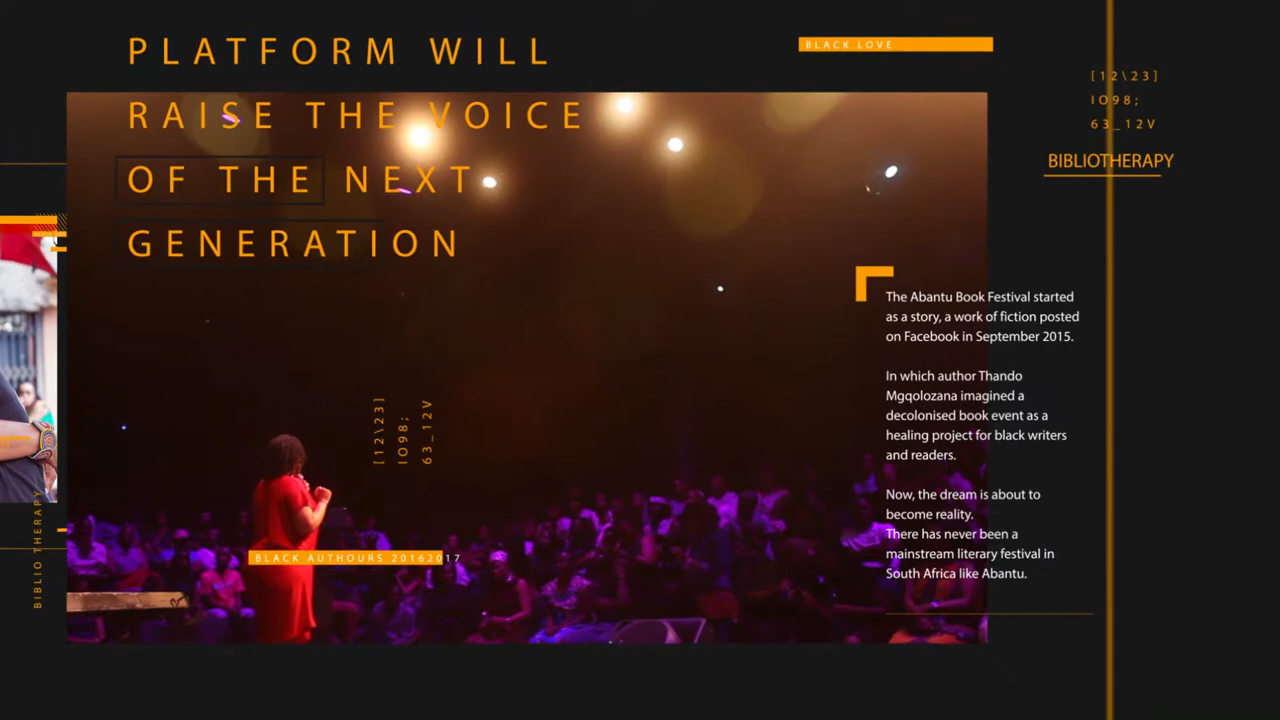 PLATFORM WILL
RAISE THE VOICE
OF THE NEXT
GENERATION
BLACK LOVE
[12\23]
IO98;
63_12V
BIBLIOTHERAPY
The Abantu Book Festival started
as a story, a work of fiction posted
on Facebook in September 2015.
In which author Thando
Mgqolozana imagined a
decolonised book event as a
healing project for black writers
and readers.
Now, the dream is about to
become reality.
There has never been a
mainstream literary festival in
South Africa like Abantu.
[12\23]
IO98;
63_12V
BLACK AUTHOURS 20162017
BIBLIO THERAPY